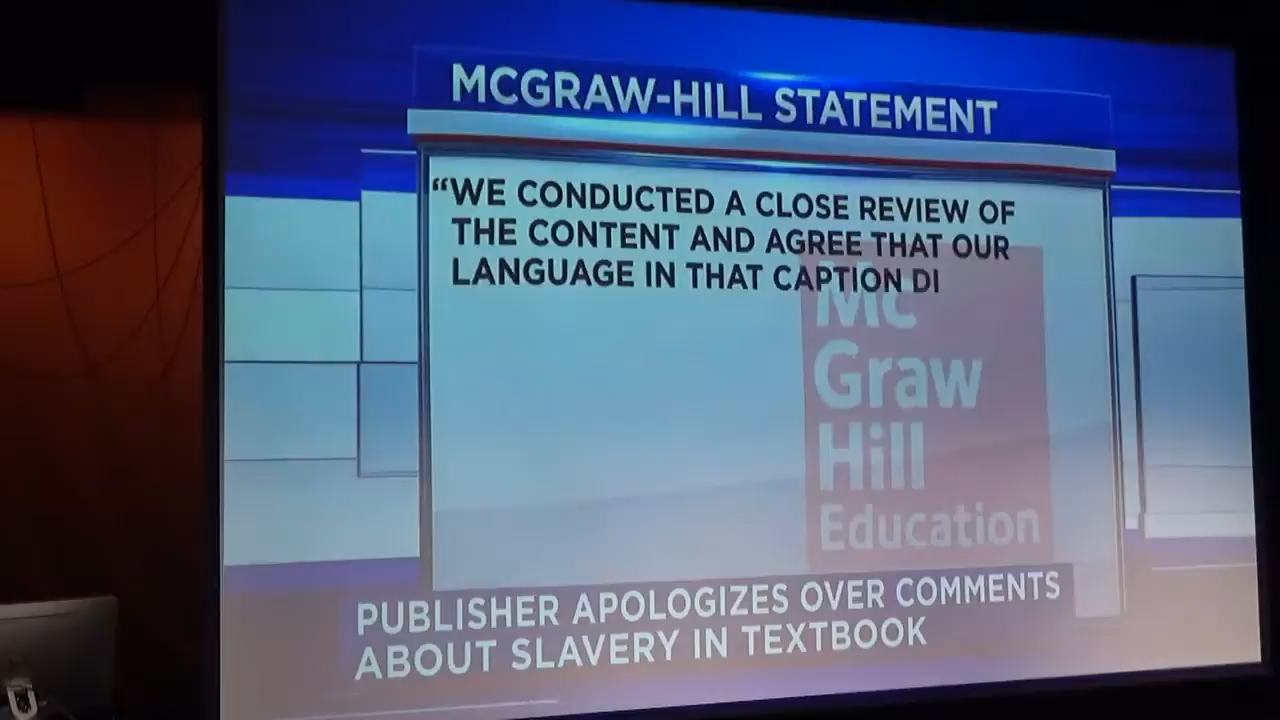 MCGRAW-HILL STATEMENT
“WE CONDUCTED A CLOSE REVIEW OF
THE CONTENT AND AGREE THAT OUR
LANGUAGE IN THAT CAPTION DI
Mc
Graw
Hill
Education
PUBLISHER APOLOGIZES OVER COMMENTS
ABOUT SLAVERY IN TEXTBOOK